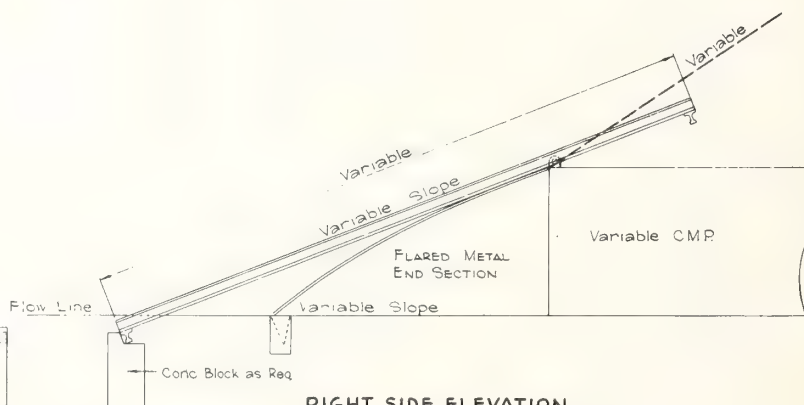 Variable
Variable
Variable Slope
Variable C.M.P.
FLARED METAL
END SECTION
Flow Line
Variable Slope
Conc Block as Req
RIGHT SIDE ELEVATION